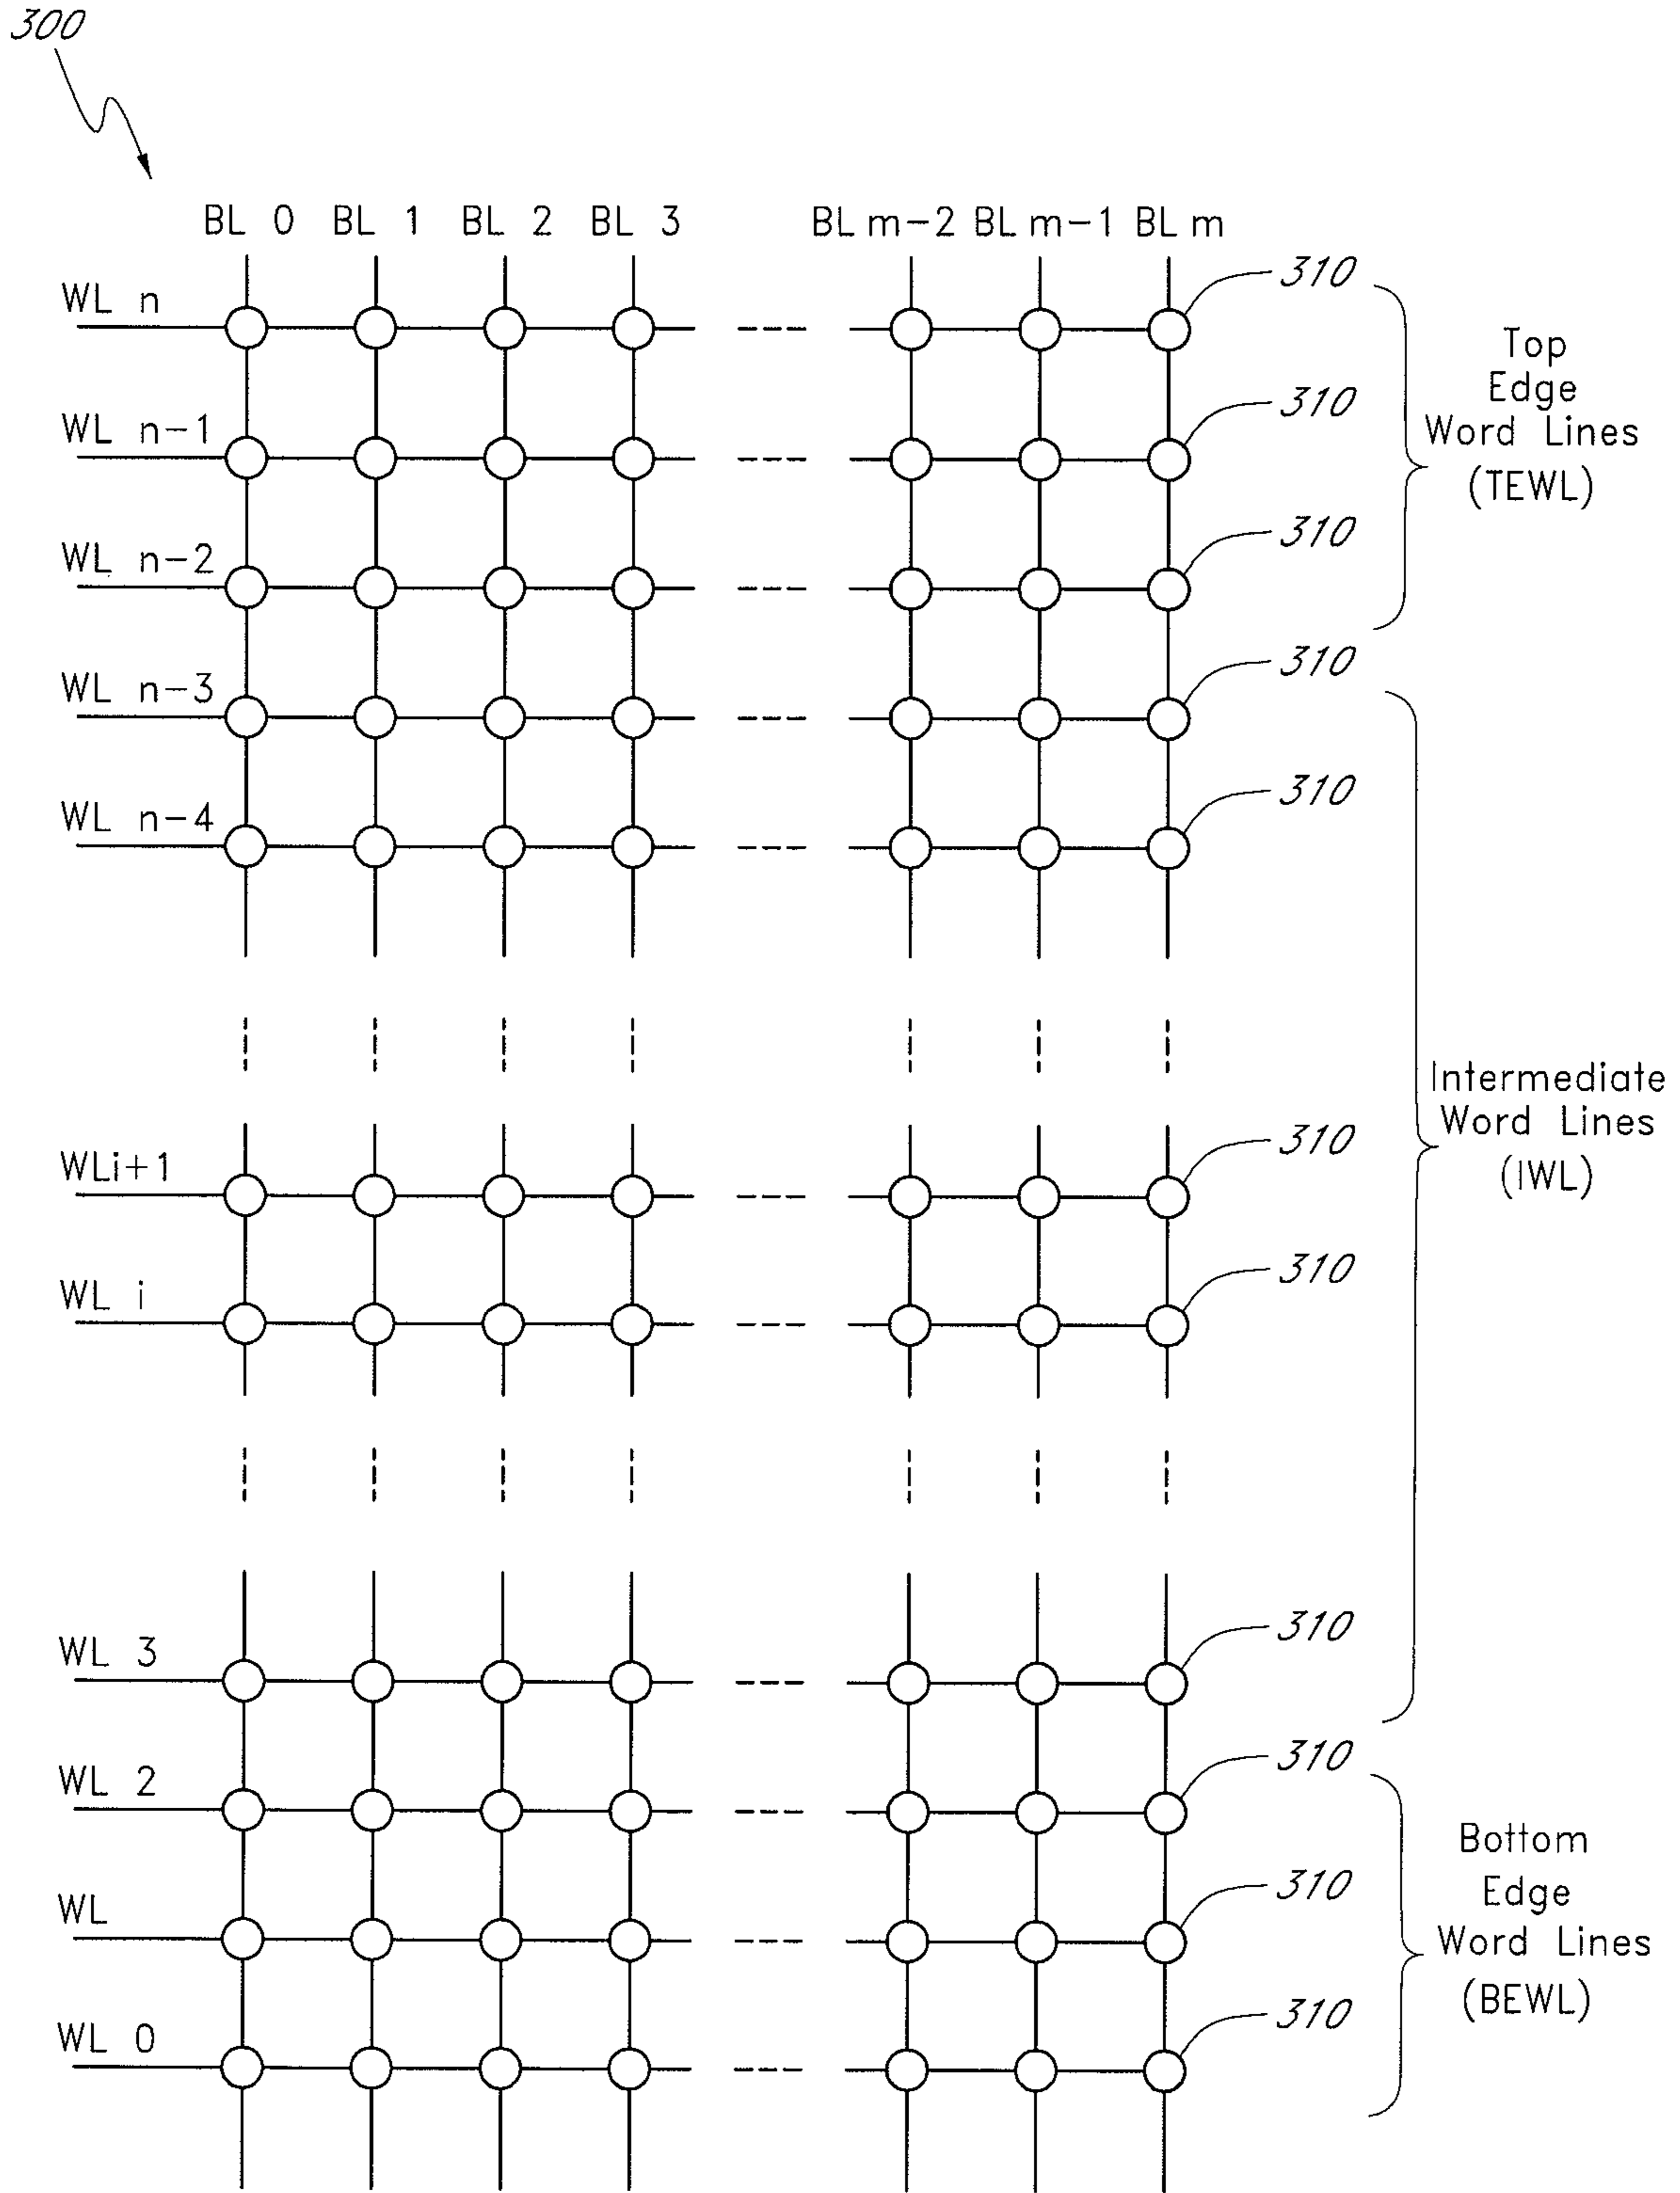 300
BL 0 BL 1 BL 2 BL 3 BL m-2 BL m-1 BL m
WL n 310
Top
Edge
Word Lines
(TEWL)
WL n-1 310
WL n-2 310
WL n-3 310
WL n-4 310
Intermediate
Word Lines
(IWL)
WLi+1 310
WL i 310
WL 3 310
WL 2 310
Bottom
Edge
Word Lines
(BEWL)
WL 310
WL 0 310